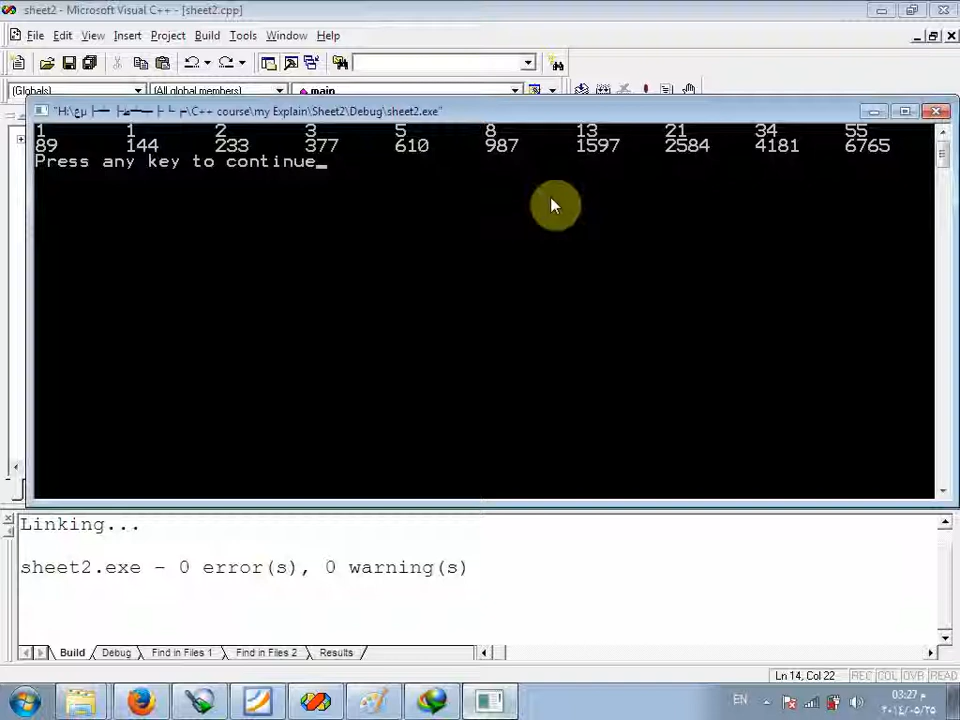 sheet2 - Microsoft Visual C++ - [sheet2.cpp]
File Edit View Insert Project Build Tools Window Help
(Globals) (All global members) main
C++ course\my Explain\Sheet2\Debug\sheet2.exe"
1 1 2 3 5 8 13 21 34 55
89 144 233 377 610 987 1597 2584 4181 6765
Press any key to continue_
Linking...
sheet2.exe - 0 error(s), 0 warning(s)
Build Debug Find in Files 1 Find in Files 2 Results
Ln 14, Col 22 REC COL OVR READ
EN 03:27 م
٢٠١٤/٠٥/٢٥